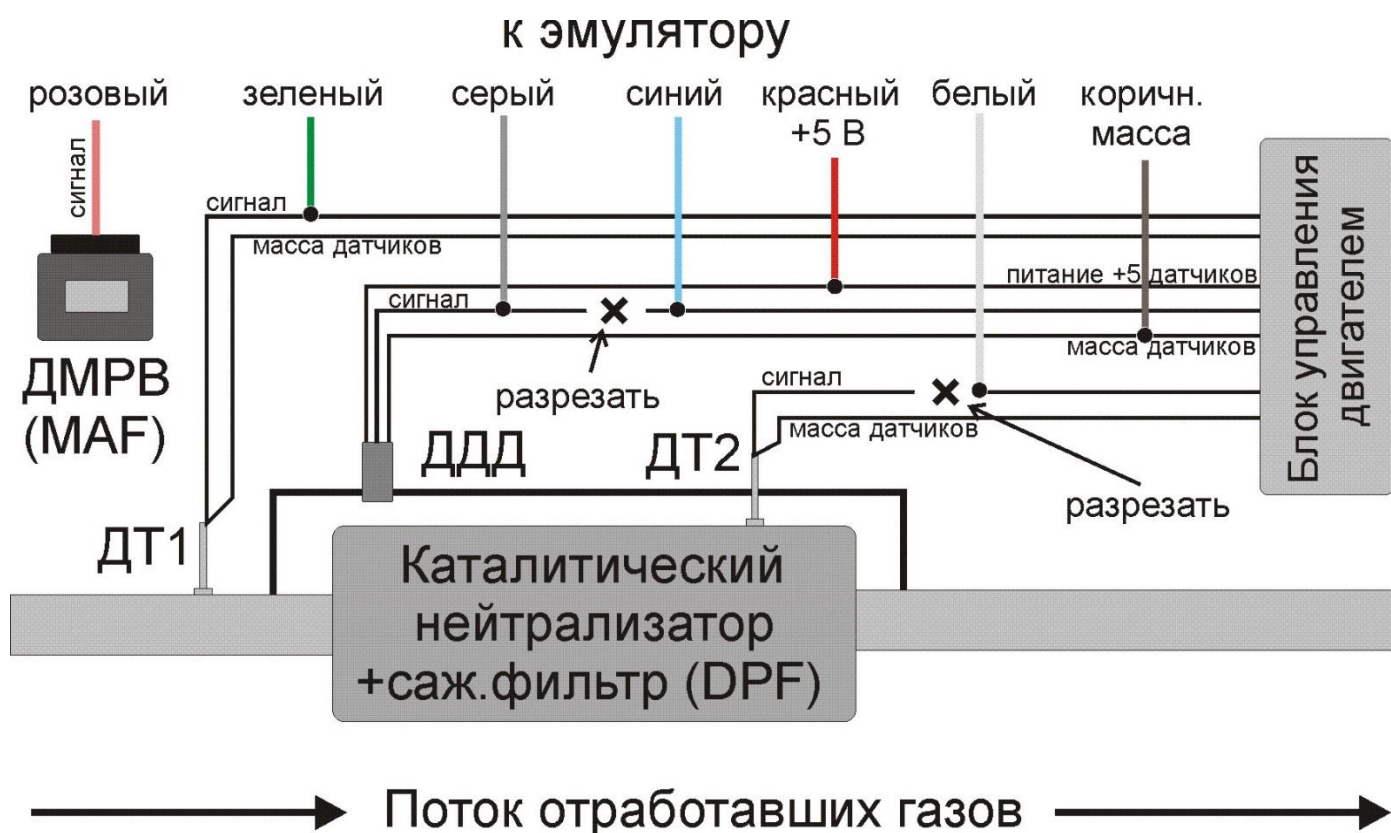 к эмулятору
розовый
зеленый
серый
синий
красный
+5 В
белый
коричн.
масса
сигнал
сигнал
масса датчиков
питание +5 датчиков
сигнал
масса датчиков
разрезать
сигнал
масса датчиков
разрезать
ДМРВ
(MAF)
ДДД
ДТ2
ДТ1
Блок управления
двигателем
Каталитический
нейтрализатор
+саж.фильтр (DPF)
Поток отработавших газов